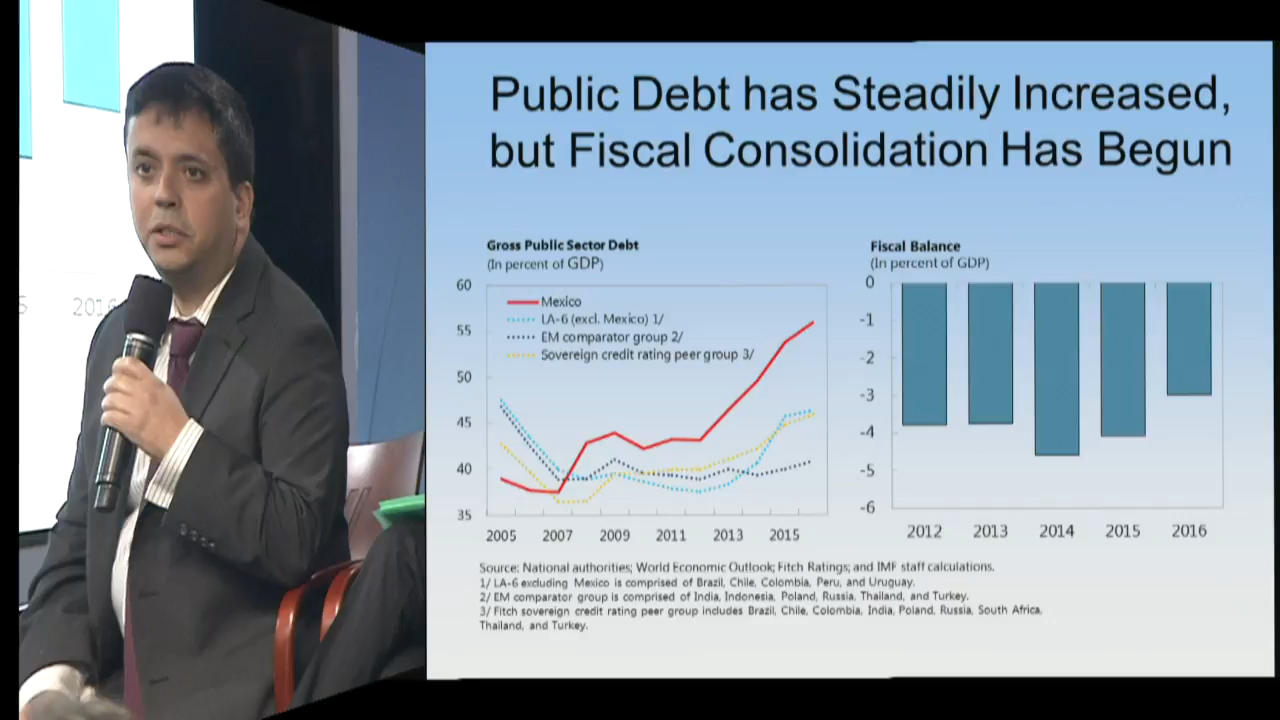 2016
Public Debt has Steadily Increased,
but Fiscal Consolidation Has Begun
Gross Public Sector Debt
(In percent of GDP)
60
55
50
45
40
35
Mexico
LA-6 (excl. Mexico) 1/
EM comparator group 2/
Sovereign credit rating peer group 3/
2005 2007 2009 2011 2013 2015
Fiscal Balance
(In percent of GDP)
0
-1
-2
-3
-4
-5
-6
2012 2013 2014 2015 2016
Source: National authorities; World Economic Outlook; Fitch Ratings; and IMF staff calculations.
1/ LA-6 excluding Mexico is comprised of Brazil, Chile, Colombia, Peru, and Uruguay.
2/ EM comparator group is comprised of India, Indonesia, Poland, Russia, Thailand, and Turkey.
3/ Fitch sovereign credit rating peer group includes Brazil, Chile, Colombia, India, Poland, Russia, South Africa,
Thailand, and Turkey.